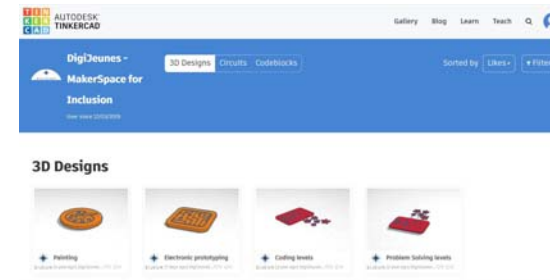 TIN
KER
CAD
AUTODESK
TINKERCAD
Gallery Blog Learn Teach
DigiJeunes -
MakerSpace for
Inclusion
3D Designs Circuits Codeblocks
Sorted by Likes Filter
3D Designs
Painting
Electronic prototyping
Coding levels
Problem Solving levels